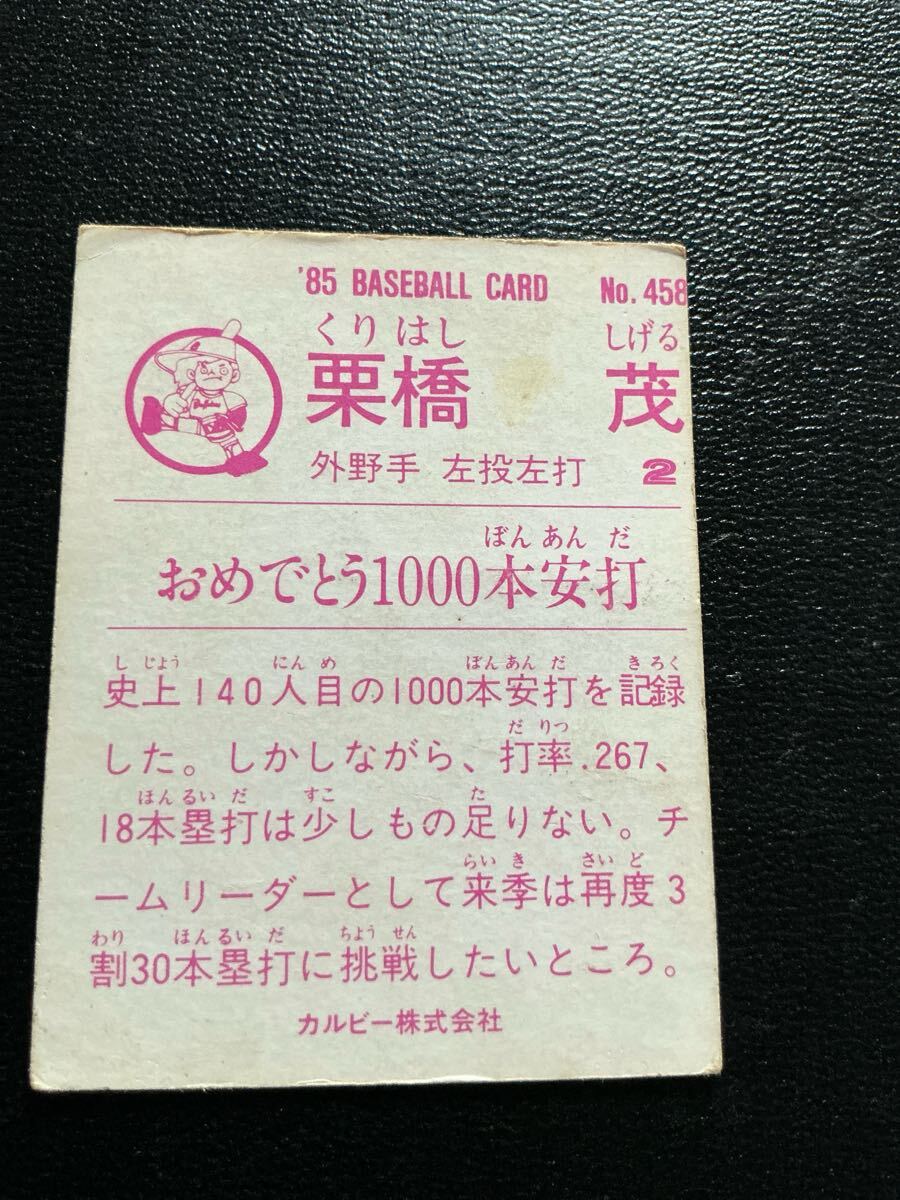 '85 BASEBALL CARD No. 458
くりはし しげる
栗橋 茂
外野手 左投左打 2
ぼん あん だ
おめでとう1000本安打
し じょう にん め ぼん あん だ き ろく
史上140人目の1000本安打を記録
だ りつ
した。しかしながら、打率.267、
ほん るい だ すこ た
18本塁打は少しもの足りない。チ
らい き さい ど
ームリーダーとして来季は再度3
わり ほん るい だ ちょう せん
割30本塁打に挑戦したいところ。
カルビー株式会社